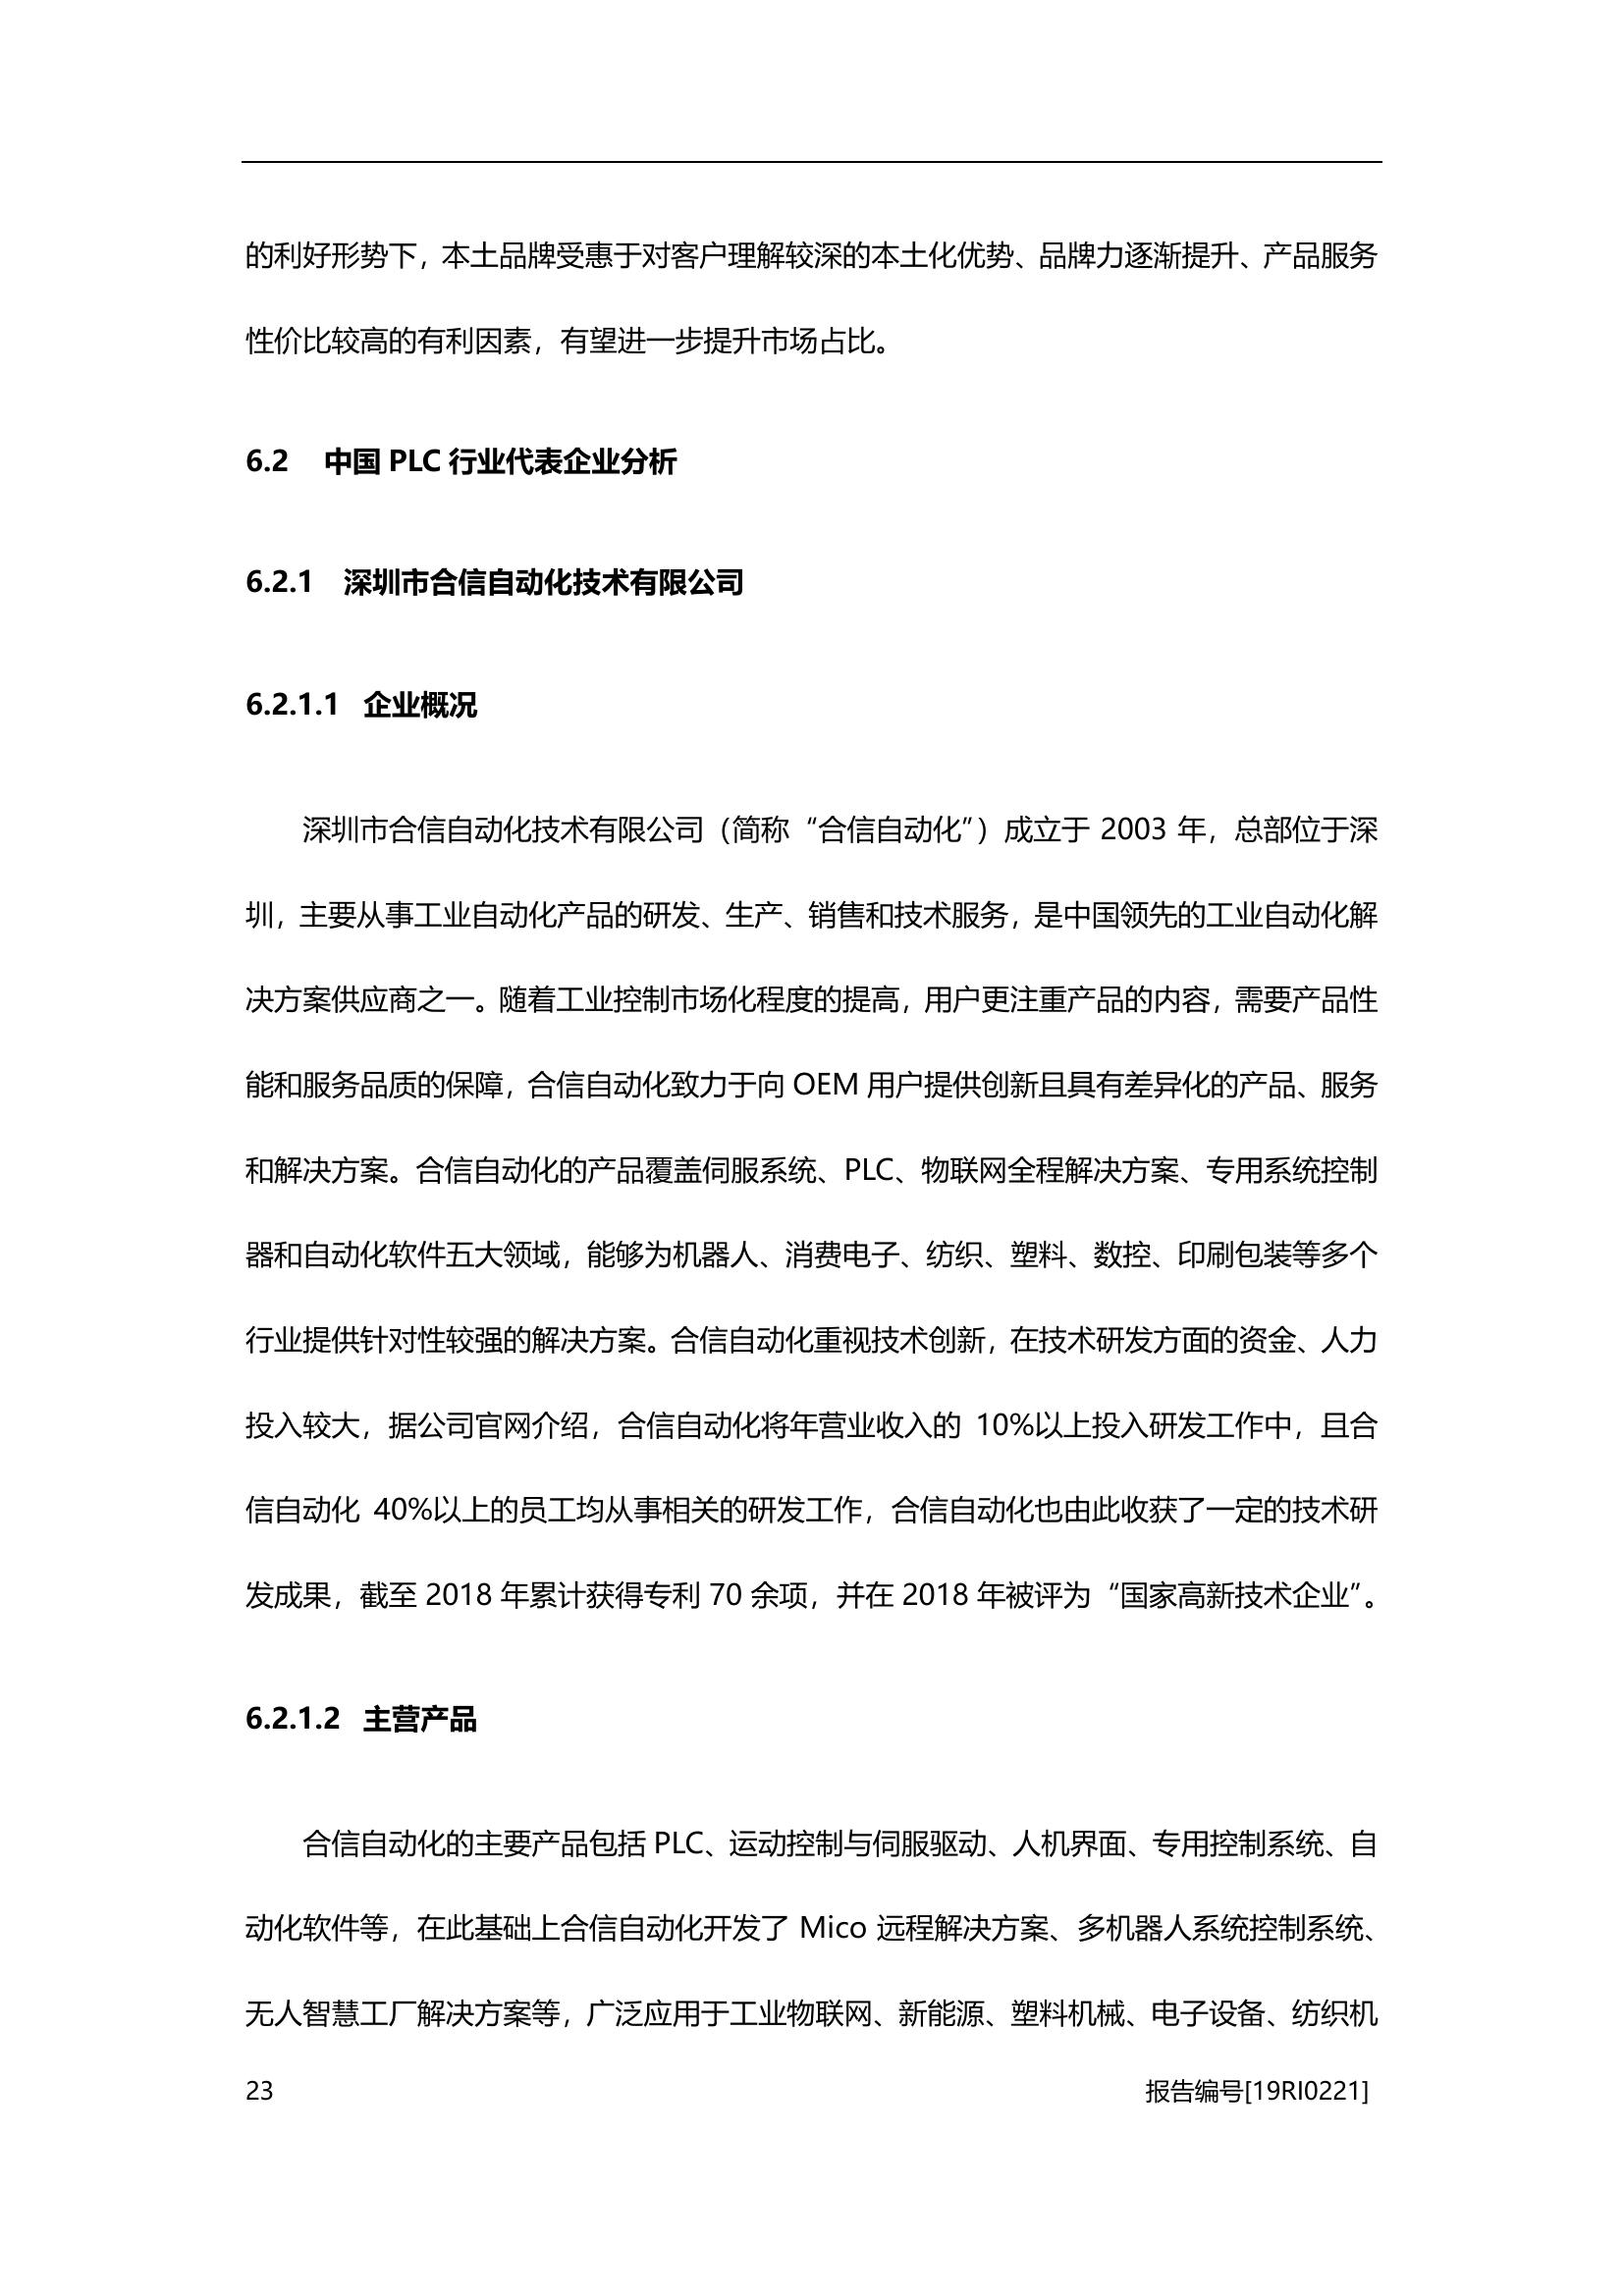 的利好形势下，本土品牌受惠于对客户理解较深的本土化优势、品牌力逐渐提升、产品服务
性价比较高的有利因素，有望进一步提升市场占比。
6.2 中国 PLC 行业代表企业分析
6.2.1 深圳市合信自动化技术有限公司
6.2.1.1 企业概况
深圳市合信自动化技术有限公司（简称“合信自动化”）成立于 2003 年，总部位于深
圳，主要从事工业自动化产品的研发、生产、销售和技术服务，是中国领先的工业自动化解
决方案供应商之一。随着工业控制市场化程度的提高，用户更注重产品的内容，需要产品性
能和服务品质的保障，合信自动化致力于向 OEM 用户提供创新且具有差异化的产品、服务
和解决方案。合信自动化的产品覆盖伺服系统、PLC、物联网全程解决方案、专用系统控制
器和自动化软件五大领域，能够为机器人、消费电子、纺织、塑料、数控、印刷包装等多个
行业提供针对性较强的解决方案。合信自动化重视技术创新，在技术研发方面的资金、人力
投入较大，据公司官网介绍，合信自动化将年营业收入的 10%以上投入研发工作中，且合
信自动化 40%以上的员工均从事相关的研发工作，合信自动化也由此收获了一定的技术研
发成果，截至 2018 年累计获得专利 70 余项，并在 2018 年被评为“国家高新技术企业”。
6.2.1.2 主营产品
合信自动化的主要产品包括 PLC、运动控制与伺服驱动、人机界面、专用控制系统、自
动化软件等，在此基础上合信自动化开发了 Mico 远程解决方案、多机器人系统控制系统、
无人智慧工厂解决方案等，广泛应用于工业物联网、新能源、塑料机械、电子设备、纺织机
23 报告编号[19RI0221]